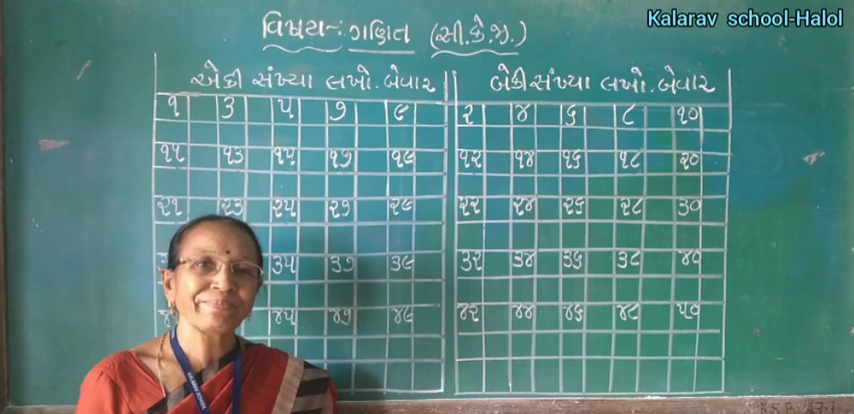 Kalarav school-Halol
વિષય:- ગણિત (સી.કે.જી.)
એકી સંખ્યા લખો. બેવાર
૧ ૩ ૫ ૭ ૯
૧૧ ૧૩ ૧૫ ૧૭ ૧૯
૨૧ ૨૩ ૨૫ ૨૭ ૨૯
૩૫ ૩૭ ૩૯
૪૫ ૪૭ ૪૯
બેકી સંખ્યા લખો. બેવાર
૨ ૪ ૬ ૮ ૧૦
૧૨ ૧૪ ૧૬ ૧૮ ૨૦
૨૨ ૨૪ ૨૬ ૨૮ ૩૦
૩૨ ૩૪ ૩૬ ૩૮ ૪૦
૪૨ ૪૪ ૪૬ ૪૮ ૫૦